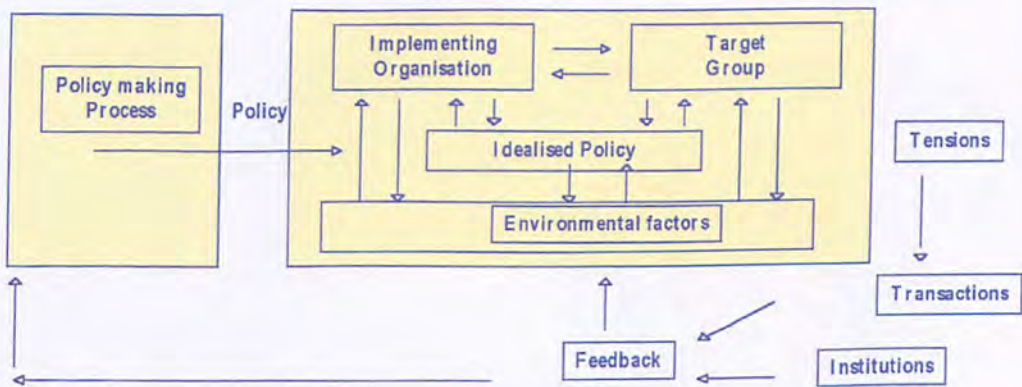 Policy making
Process
Policy
Implementing
Organisation
Target
Group
Idealised Policy
Environmental factors
Tensions
Transactions
Feedback
Institutions